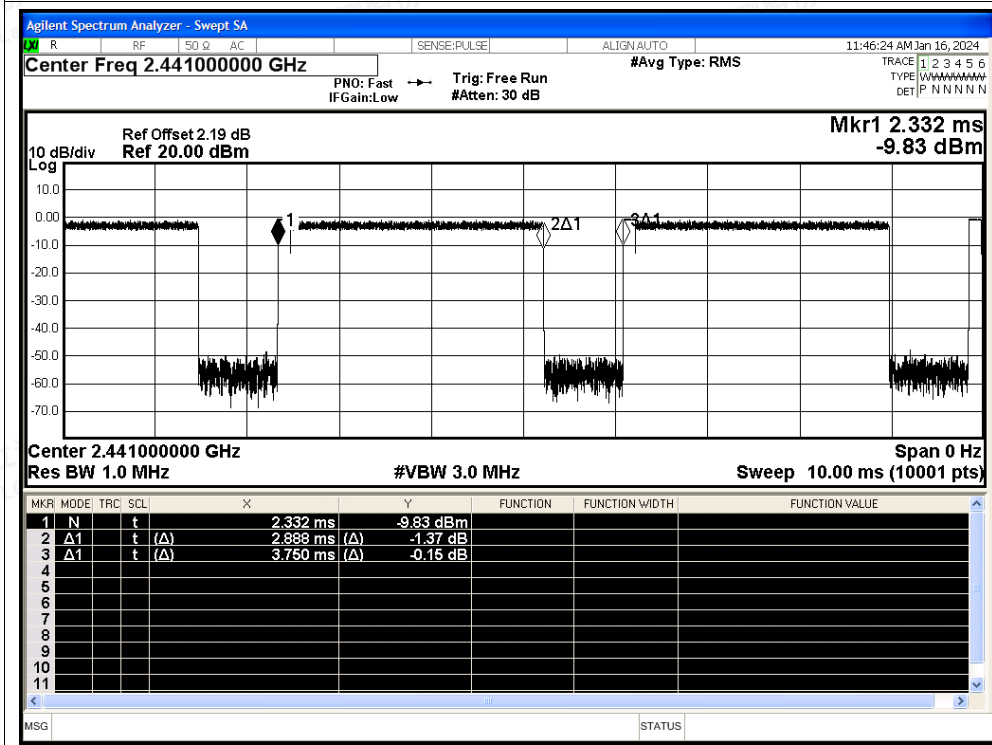 Agilent Spectrum Analyzer - Swept SA
LXI R RF 50 Ω AC SENSE:PULSE ALIGN AUTO 11:46:24 AM Jan 16, 2024
Center Freq 2.441000000 GHz #Avg Type: RMS TRACE 1 2 3 4 5 6
PNO: Fast Trig: Free Run TYPE WWWWWW
IFGain:Low #Atten: 30 dB DET P N N N N N
Mkr1 2.332 ms
Ref Offset 2.19 dB
10 dB/div Ref 20.00 dBm -9.83 dBm
Log
10.0
0.00
1 2Δ1 3Δ1
-10.0
-20.0
-30.0
-40.0
-50.0
-60.0
-70.0
Center 2.441000000 GHz Span 0 Hz
Res BW 1.0 MHz #VBW 3.0 MHz Sweep 10.00 ms (10001 pts)
MKR MODE TRC SCL X Y FUNCTION FUNCTION WIDTH FUNCTION VALUE
1 N t 2.332 ms -9.83 dBm
2 Δ1 t (Δ) 2.888 ms (Δ) -1.37 dB
3 Δ1 t (Δ) 3.750 ms (Δ) -0.15 dB
4
5
6
7
8
9
10
11
MSG STATUS